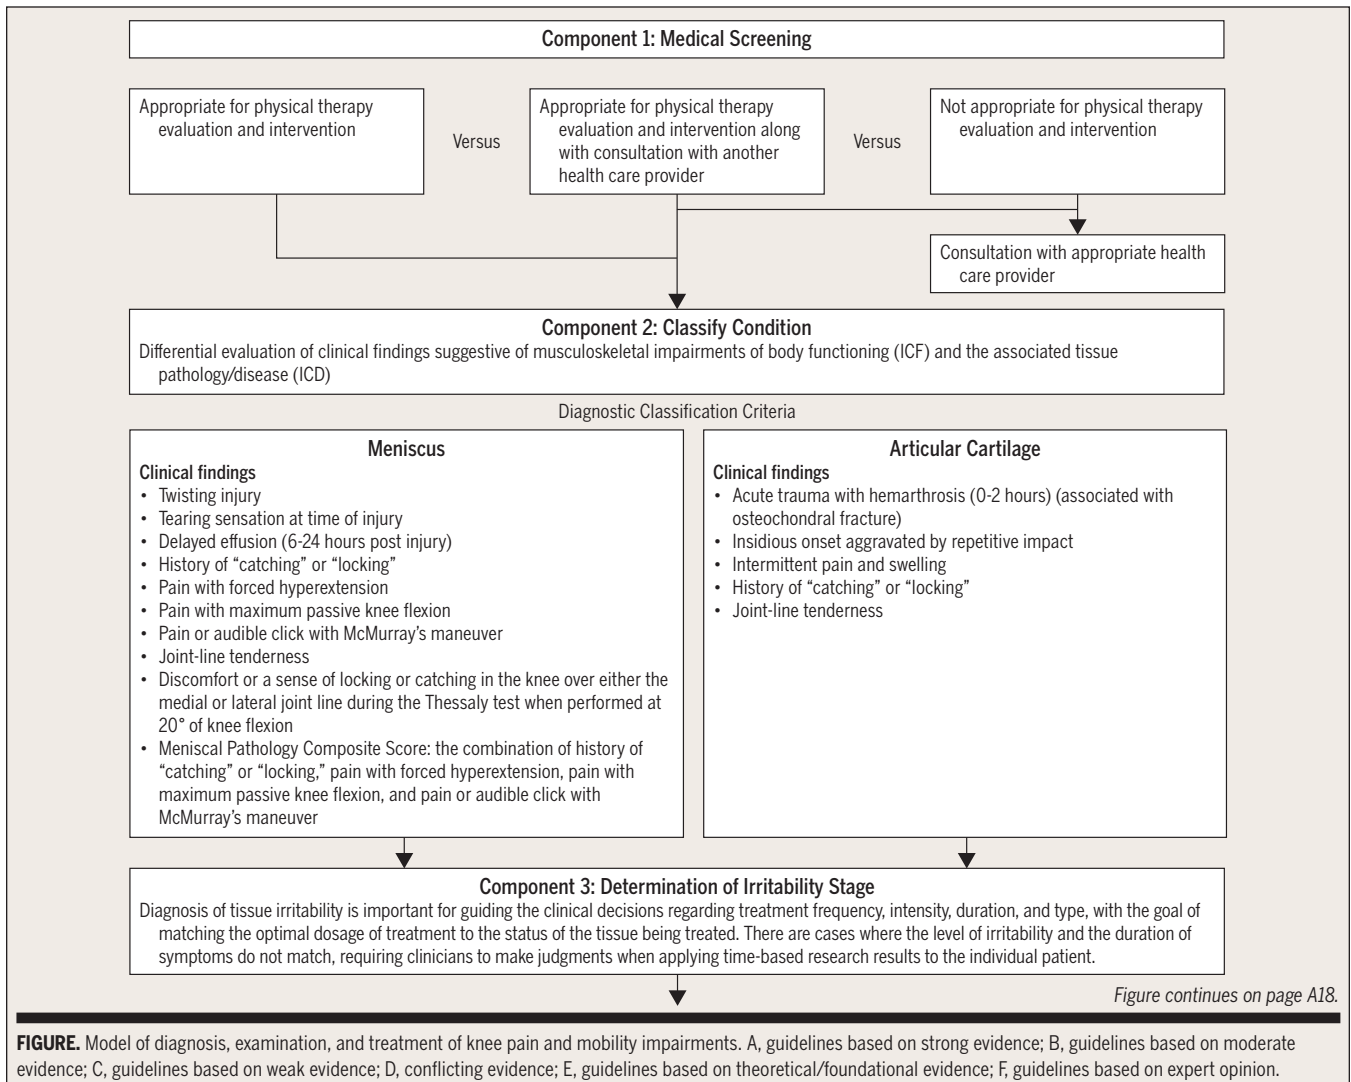 Component 1: Medical Screening
Appropriate for physical therapy
evaluation and intervention
Versus
Appropriate for physical therapy
evaluation and intervention along
with consultation with another
health care provider
Versus
Not appropriate for physical therapy
evaluation and intervention
Consultation with appropriate health
care provider
Component 2: Classify Condition
Differential evaluation of clinical findings suggestive of musculoskeletal impairments of body functioning (ICF) and the associated tissue
pathology/disease (ICD)
Diagnostic Classification Criteria
Meniscus
Clinical findings
• Twisting injury
• Tearing sensation at time of injury
• Delayed effusion (6-24 hours post injury)
• History of “catching” or “locking”
• Pain with forced hyperextension
• Pain with maximum passive knee flexion
• Pain or audible click with McMurray’s maneuver
• Joint-line tenderness
• Discomfort or a sense of locking or catching in the knee over either the
medial or lateral joint line during the Thessaly test when performed at
20° of knee flexion
• Meniscal Pathology Composite Score: the combination of history of
“catching” or “locking,” pain with forced hyperextension, pain with
maximum passive knee flexion, and pain or audible click with
McMurray’s maneuver
Articular Cartilage
Clinical findings
• Acute trauma with hemarthrosis (0-2 hours) (associated with
osteochondral fracture)
• Insidious onset aggravated by repetitive impact
• Intermittent pain and swelling
• History of “catching” or “locking”
• Joint-line tenderness
Component 3: Determination of Irritability Stage
Diagnosis of tissue irritability is important for guiding the clinical decisions regarding treatment frequency, intensity, duration, and type, with the goal of
matching the optimal dosage of treatment to the status of the tissue being treated. There are cases where the level of irritability and the duration of
symptoms do not match, requiring clinicians to make judgments when applying time-based research results to the individual patient.
Figure continues on page A18.
FIGURE. Model of diagnosis, examination, and treatment of knee pain and mobility impairments. A, guidelines based on strong evidence; B, guidelines based on moderate
evidence; C, guidelines based on weak evidence; D, conflicting evidence; E, guidelines based on theoretical/foundational evidence; F, guidelines based on expert opinion.